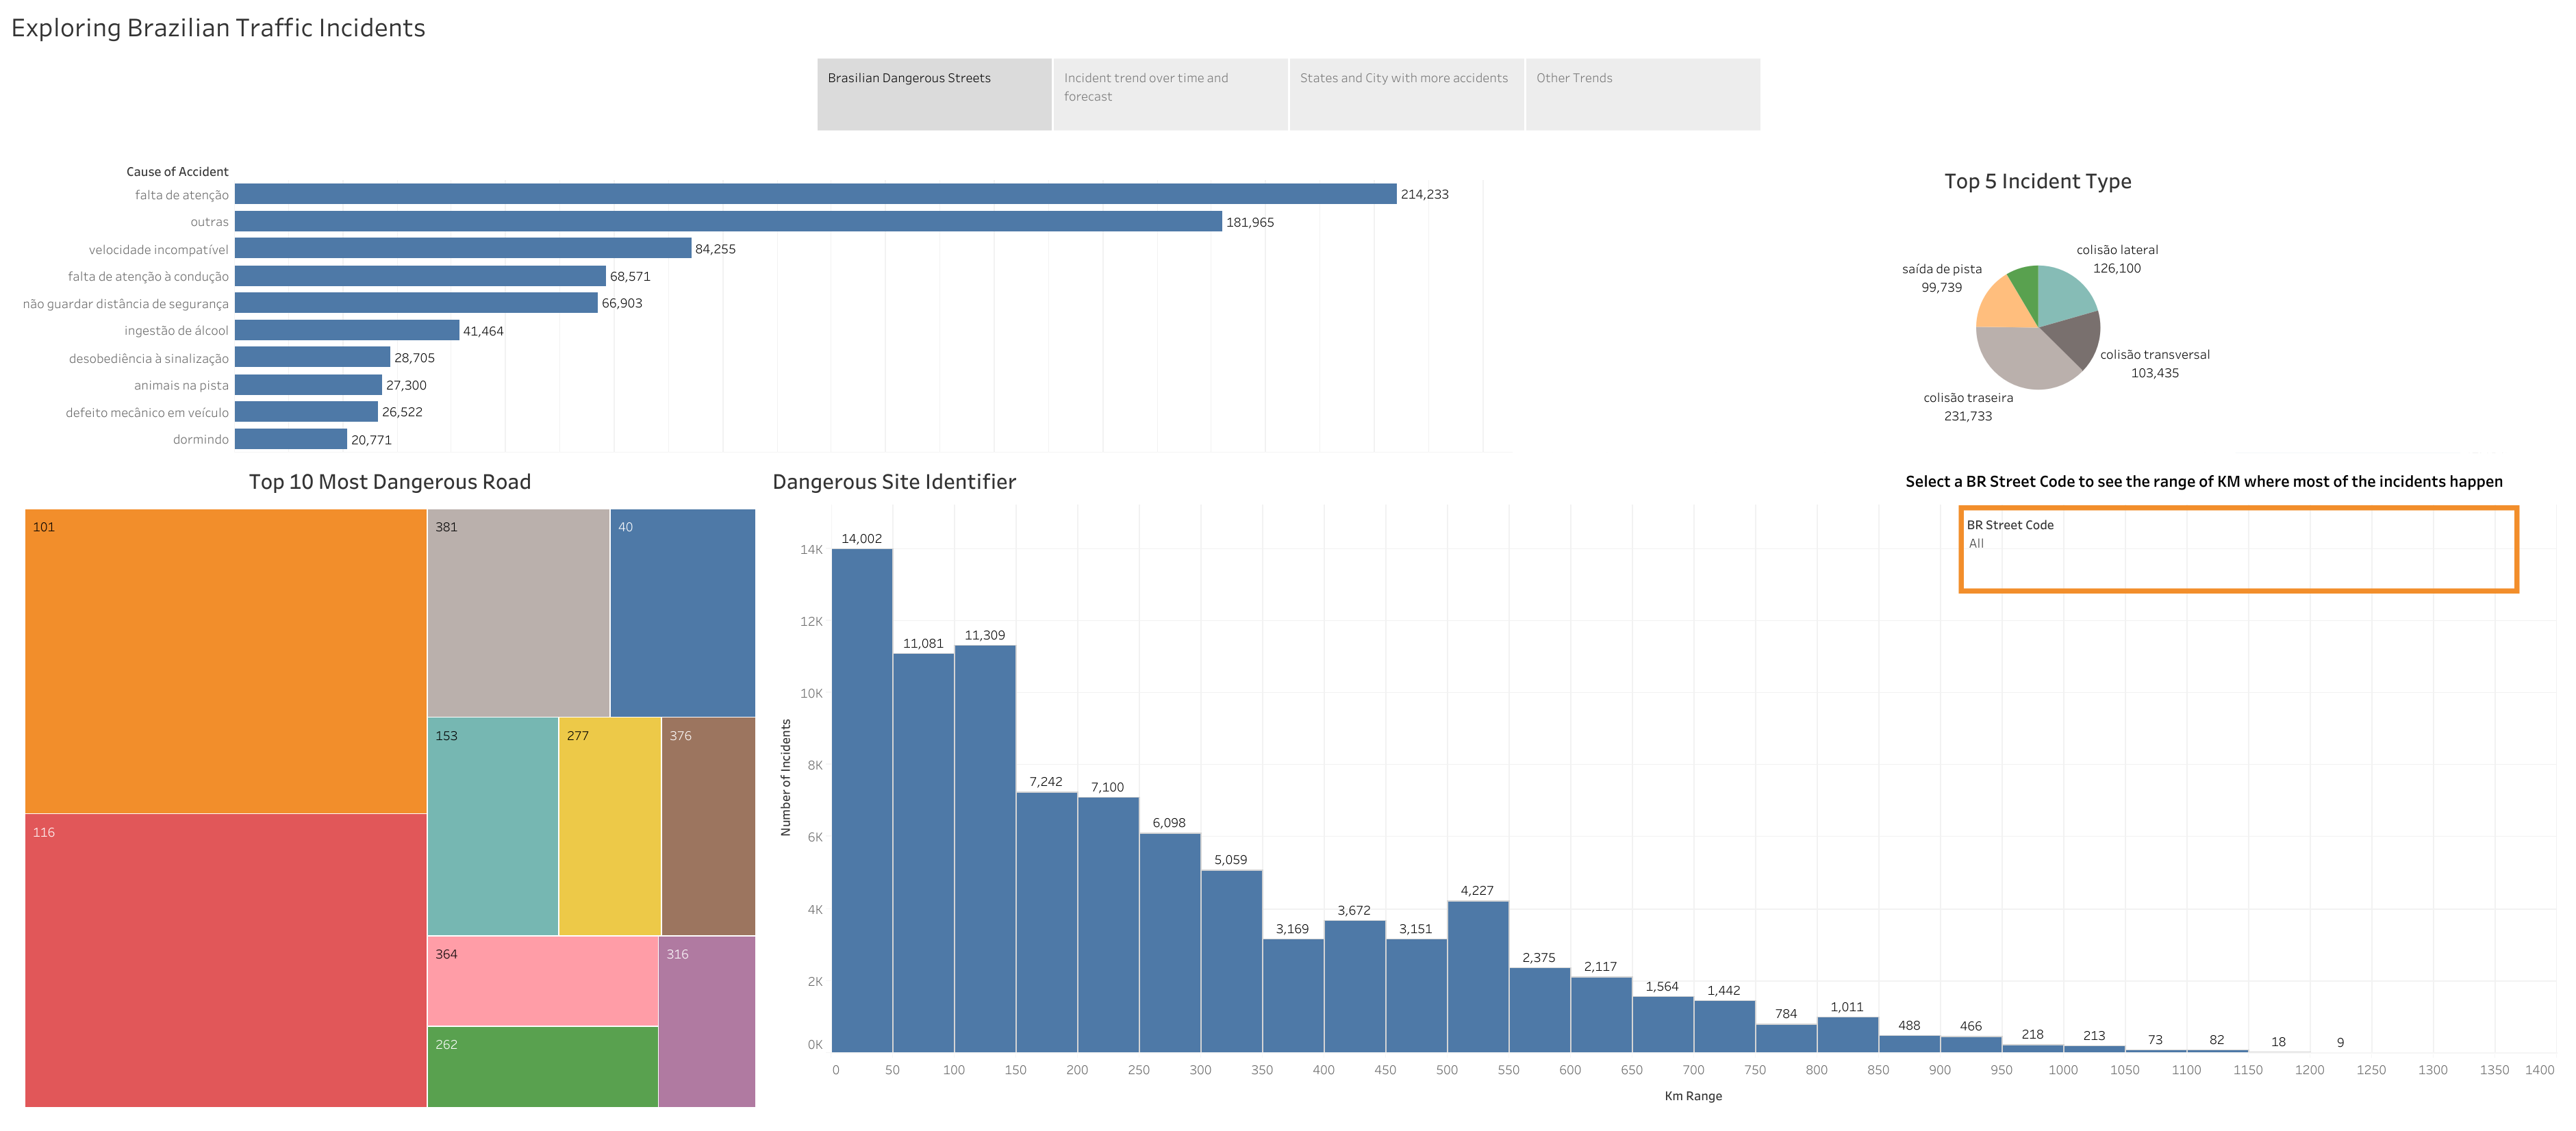 Exploring Brazilian Traffic Incidents
Brasilian Dangerous Streets
Incident trend over time and
forecast
States and City with more accidents
Other Trends
Cause of Accident
falta de atenção 214,233
outras 181,965
velocidade incompatível 84,255
falta de atenção à condução 68,571
não guardar distância de segurança 66,903
ingestão de álcool 41,464
desobediência à sinalização 28,705
animais na pista 27,300
defeito mecânico em veículo 26,522
dormindo 20,771
Top 5 Incident Type
colisão lateral
126,100
saída de pista
99,739
colisão transversal
103,435
colisão traseira
231,733
Top 10 Most Dangerous Road
101
381
40
116
153
277
376
364
316
262
Dangerous Site Identifier
Select a BR Street Code to see the range of KM where most of the incidents happen
BR Street Code
All
Number of Incidents
14K
12K
10K
8K
6K
4K
2K
0K
14,002
11,081
11,309
7,242
7,100
6,098
5,059
3,169
3,672
3,151
4,227
2,375
2,117
1,564
1,442
784
1,011
488
466
218
213
73
82
18
9
0 50 100 150 200 250 300 350 400 450 500 550 600 650 700 750 800 850 900 950 1000 1050 1100 1150 1200 1250 1300 1350 1400
Km Range